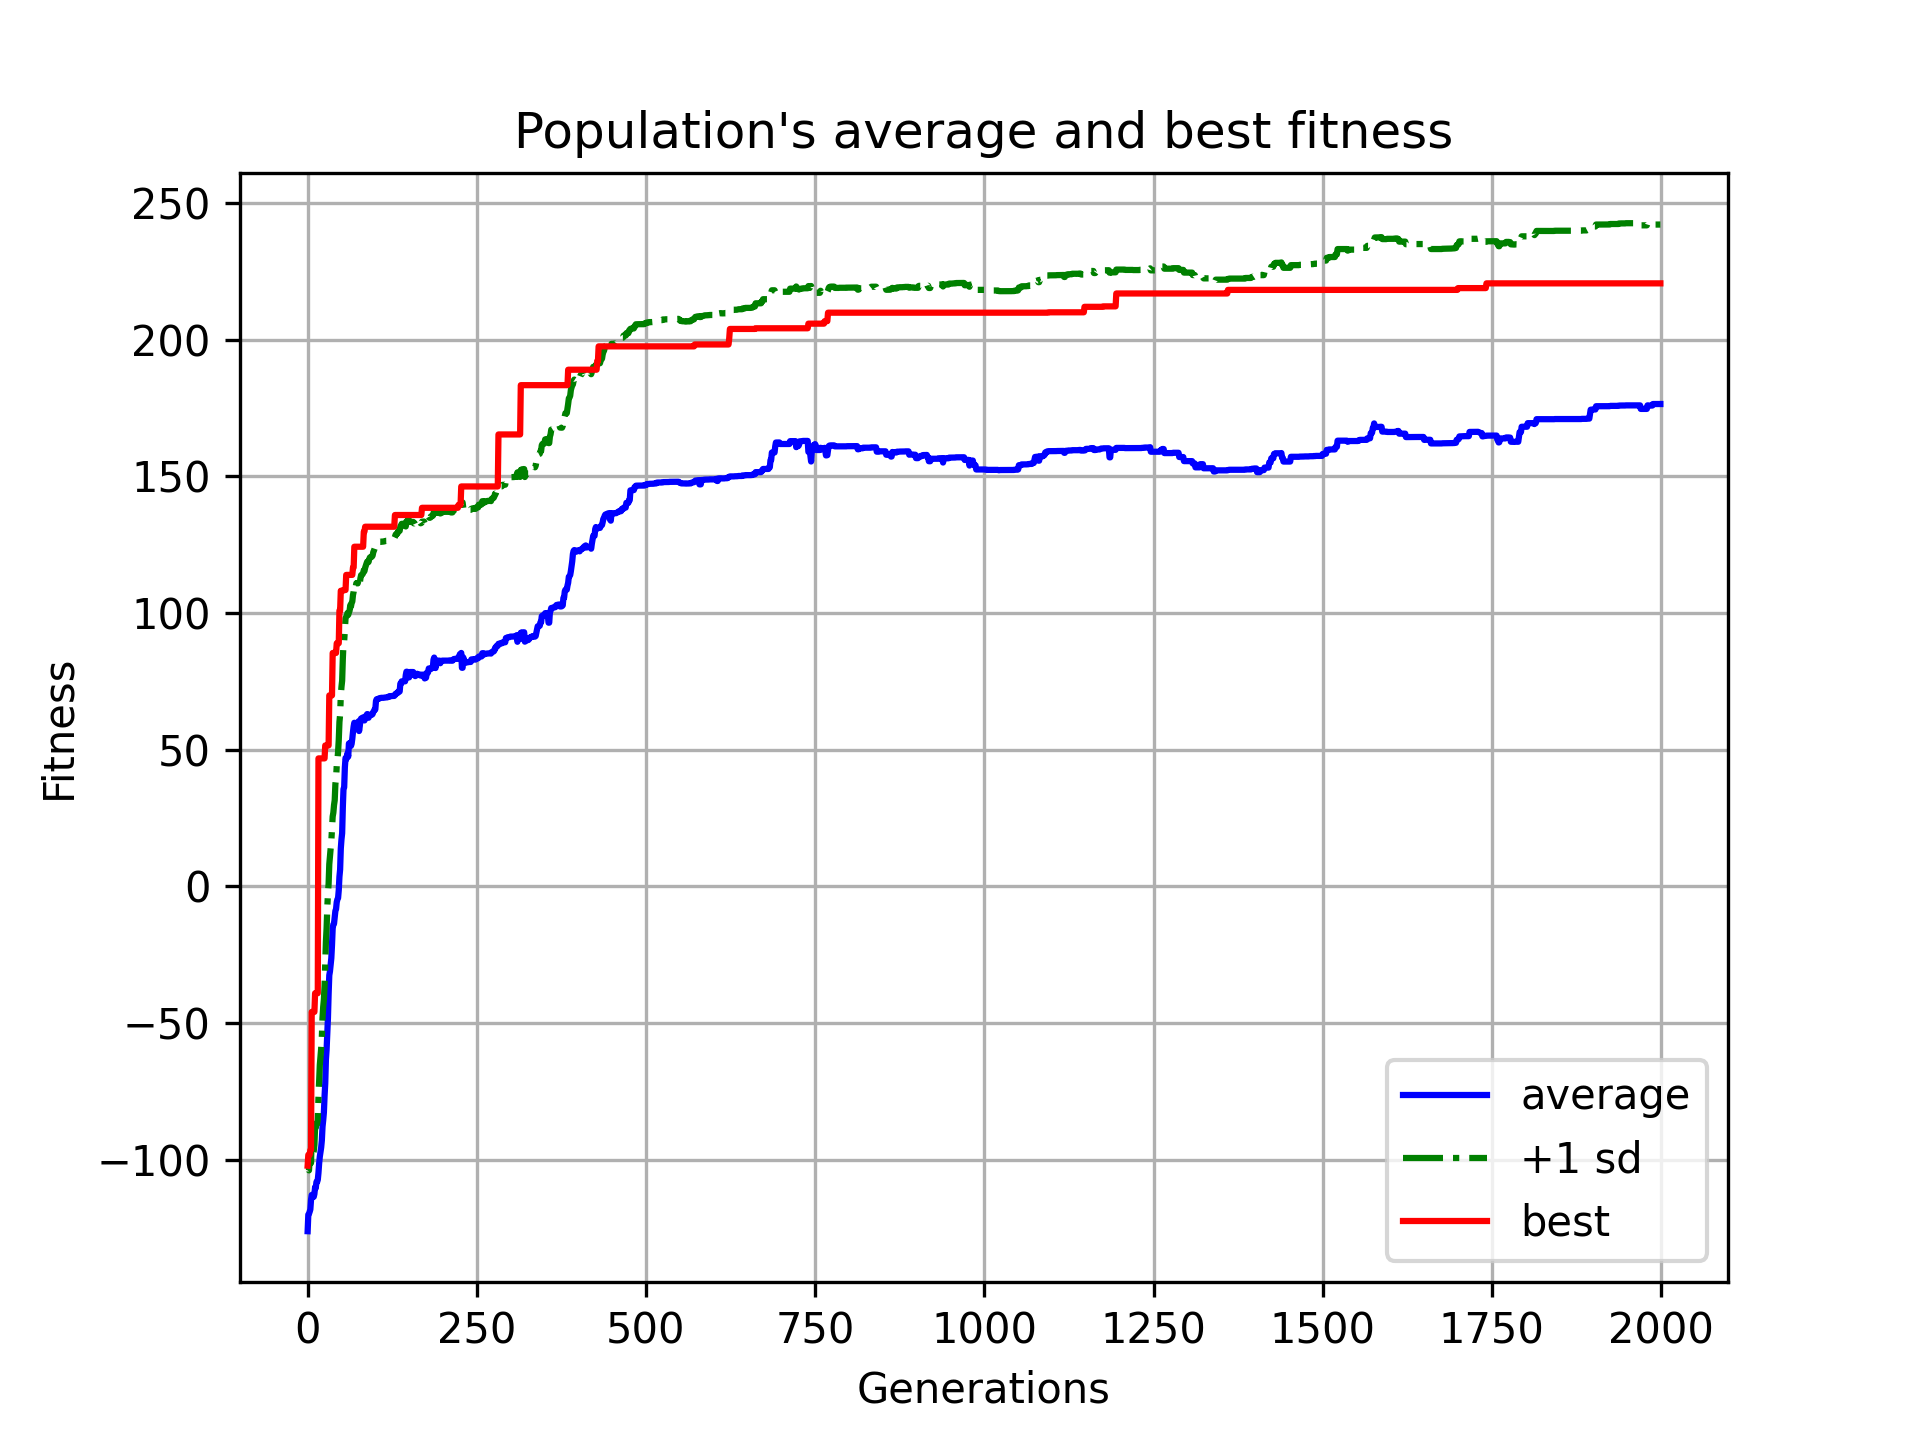 Population's average and best fitness
Fitness
250
200
150
100
50
0
−50
−100
average
+1 sd
best
0 250 500 750 1000 1250 1500 1750 2000
Generations